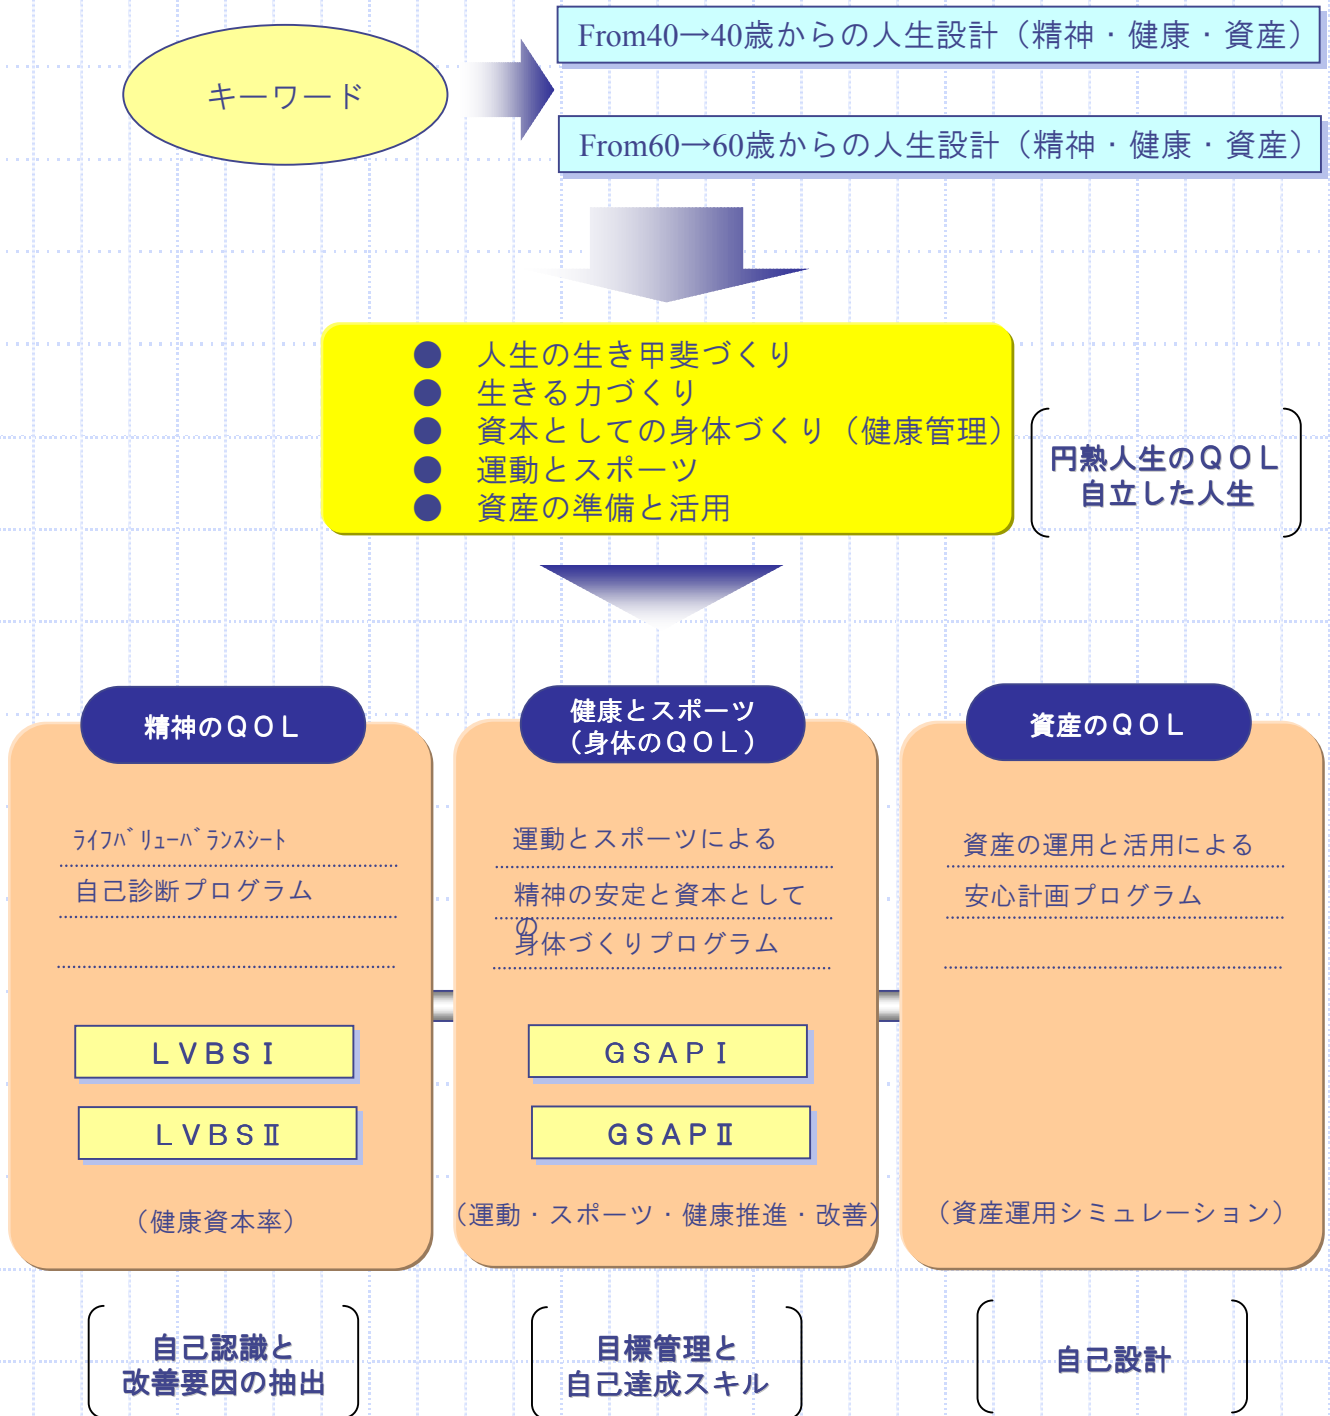 キーワード
From40→40歳からの人生設計（精神・健康・資産）
From60→60歳からの人生設計（精神・健康・資産）
● 人生の生き甲斐づくり
● 生きる力づくり
● 資本としての身体づくり（健康管理）
● 運動とスポーツ
● 資産の準備と活用
円熟人生のＱＯＬ
自立した人生
精神のＱＯＬ
ﾗｲﾌﾊﾞﾘｭｰﾊﾞﾗﾝｽｼｰﾄ
自己診断プログラム
ＬＶＢＳⅠ
ＬＶＢＳⅡ
（健康資本率）
健康とスポーツ
（身体のＱＯＬ）
運動とスポーツによる
精神の安定と資本として
の
身体づくりプログラム
ＧＳＡＰⅠ
ＧＳＡＰⅡ
（運動・スポーツ・健康推進・改善）
資産のＱＯＬ
資産の運用と活用による
安心計画プログラム
（資産運用シミュレーション）
自己認識と
改善要因の抽出
目標管理と
自己達成スキル
自己設計